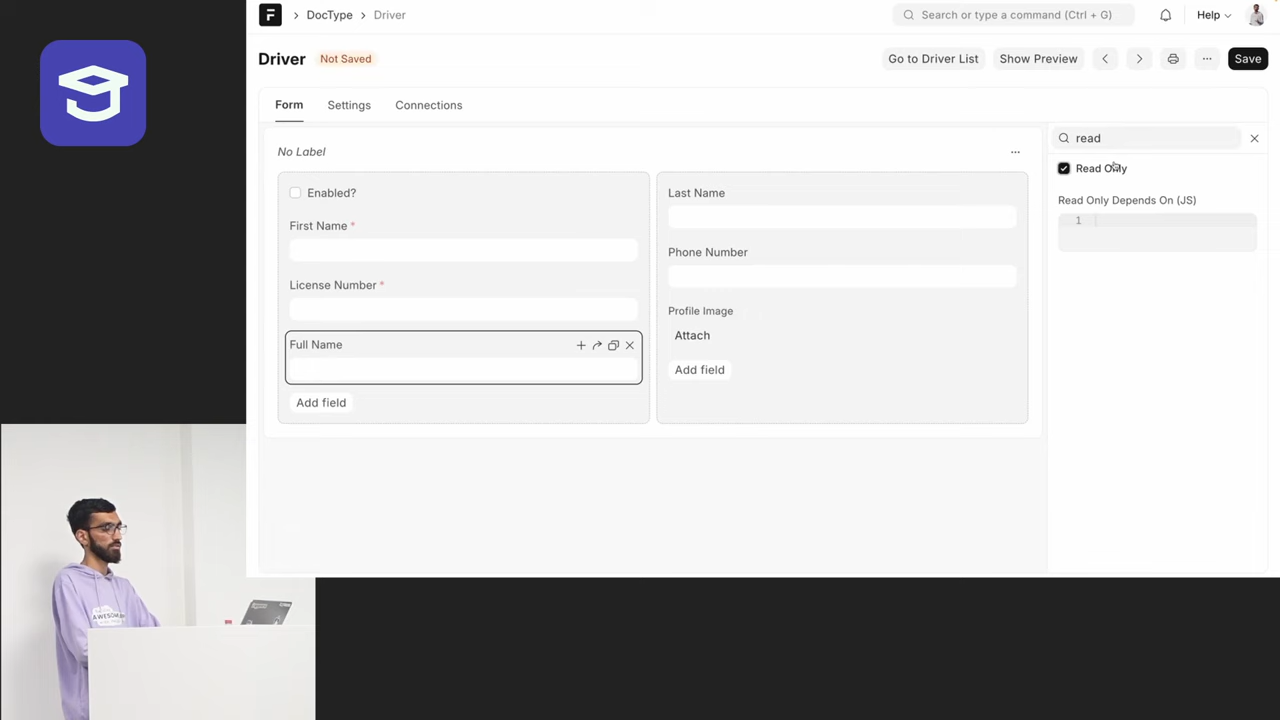 DocType
Driver
Search or type a command (Ctrl + G)
Help
Driver
Not Saved
Go to Driver List
Show Preview
Save
Form
Settings
Connections
read
No Label
Read Only
Enabled?
Last Name
Read Only Depends On (JS)
1
First Name *
Phone Number
License Number *
Profile Image
Attach
Full Name
Add field
Add field
AWESOME